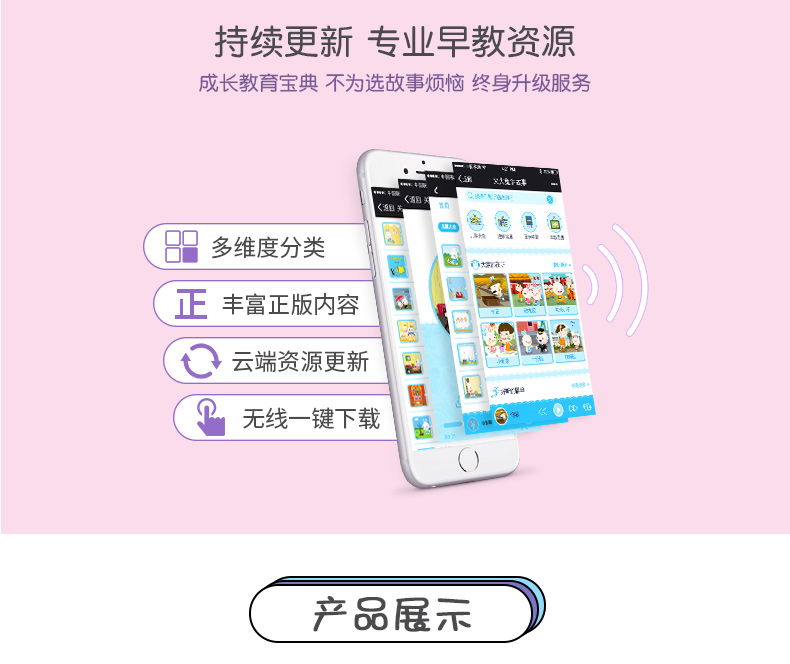 持续更新 专业早教资源
成长教育宝典 不为选故事烦恼 终身升级服务
多维度分类
正 丰富正版内容
云端资源更新
无线一键下载
产品展示